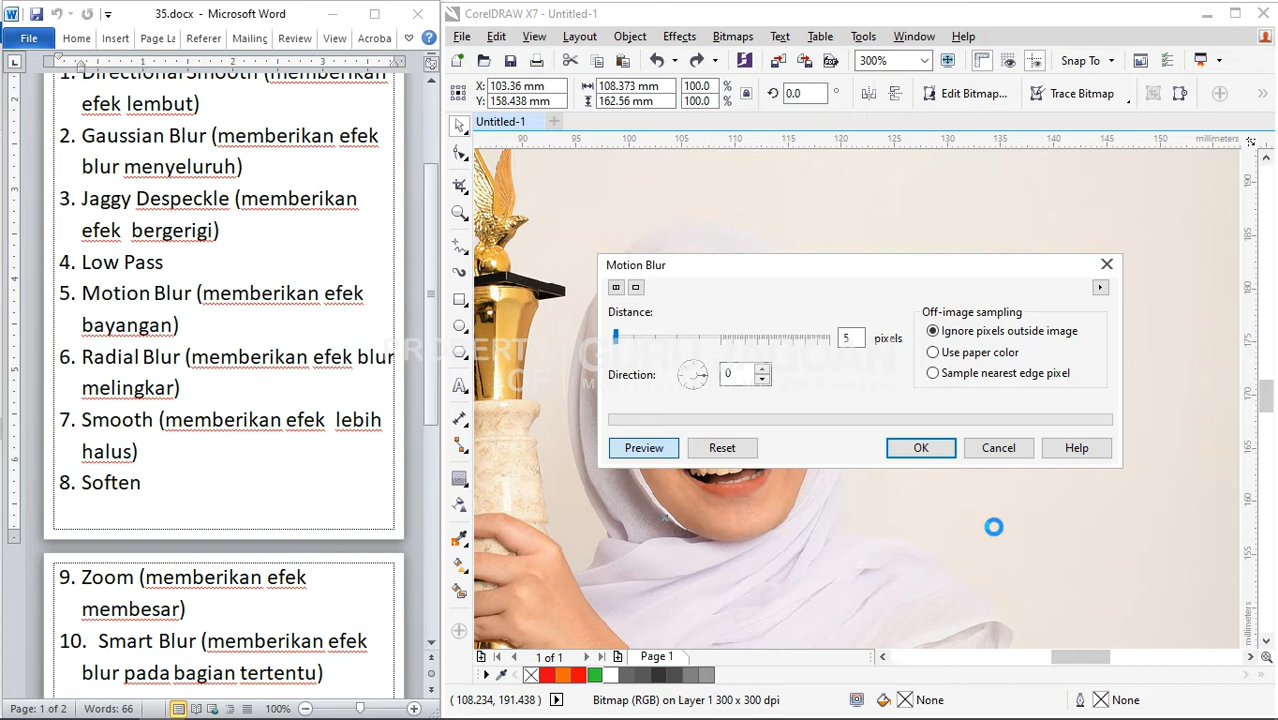 35.docx - Microsoft Word
File Home Insert Page La Referer Mailing Review View Acroba
1. Directional Smooth (memberikan
efek lembut)
2. Gaussian Blur (memberikan efek
blur menyeluruh)
3. Jaggy Despeckle (memberikan
efek bergerigi)
4. Low Pass
5. Motion Blur (memberikan efek
bayangan)
6. Radial Blur (memberikan efek blur
melingkar)
7. Smooth (memberikan efek lebih
halus)
8. Soften
9. Zoom (memberikan efek
membesar)
10. Smart Blur (memberikan efek
blur pada bagian tertentu)
Page: 1 of 2 Words: 66 100%
CorelDRAW X7 - Untitled-1
File Edit View Layout Object Effects Bitmaps Text Table Tools Window Help
300% Snap To
X: 103.36 mm 108.373 mm 100.0 %
Y: 158.438 mm 162.56 mm 100.0 %
0.0 ° Edit Bitmap... Trace Bitmap
Untitled-1
90 95 100 105 110 115 120 125 130 135 140 145 150 155 160 millimeters
Motion Blur
Distance: 5 pixels
Direction: 0
Off-image sampling
Ignore pixels outside image
Use paper color
Sample nearest edge pixel
Preview Reset OK Cancel Help
PROPERTY
OF
1 of 1 Page 1
( 108.234, 191.438 ) Bitmap (RGB) on Layer 1 300 x 300 dpi None None